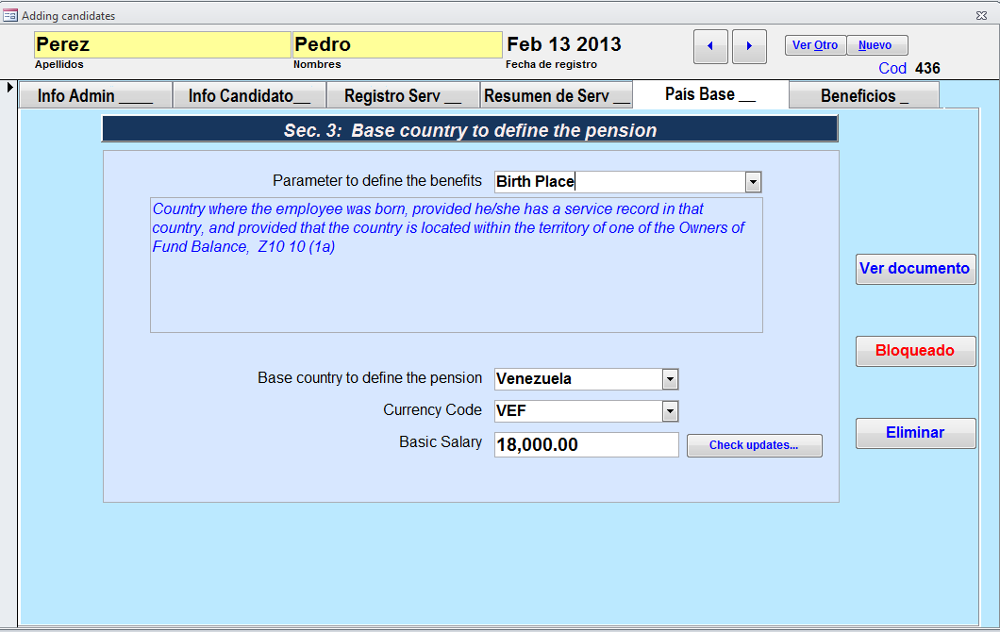 Adding candidates
Perez Pedro Feb 13 2013
Apellidos Nombres Fecha de registro
Ver Otro Nuevo
Cod 436
Info Admin ____ Info Candidato__ Registro Serv __ Resumen de Serv __ País Base __ Beneficios _
Sec. 3: Base country to define the pension
Parameter to define the benefits Birth Place
Country where the employee was born, provided he/she has a service record in that
country, and provided that the country is located within the territory of one of the Owners of
Fund Balance, Z10 10 (1a)
Ver documento
Bloqueado
Base country to define the pension Venezuela
Currency Code VEF
Basic Salary 18,000.00 Check updates...
Eliminar